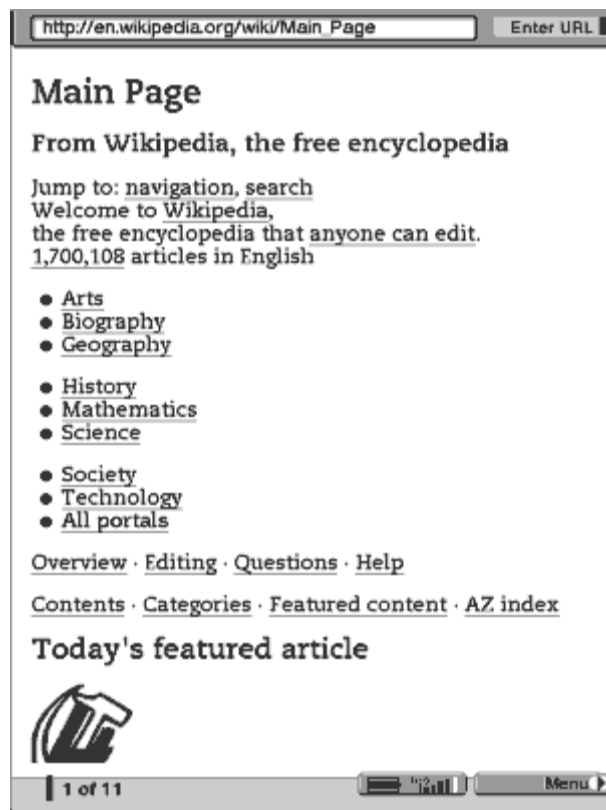 http://en.wikipedia.org/wiki/Main_Page Enter URL
Main Page
From Wikipedia, the free encyclopedia
Jump to: navigation, search
Welcome to Wikipedia,
the free encyclopedia that anyone can edit.
1,700,108 articles in English
● Arts
● Biography
● Geography
● History
● Mathematics
● Science
● Society
● Technology
● All portals
Overview · Editing · Questions · Help
Contents · Categories · Featured content · AZ index
Today's featured article
1 of 11 Menu